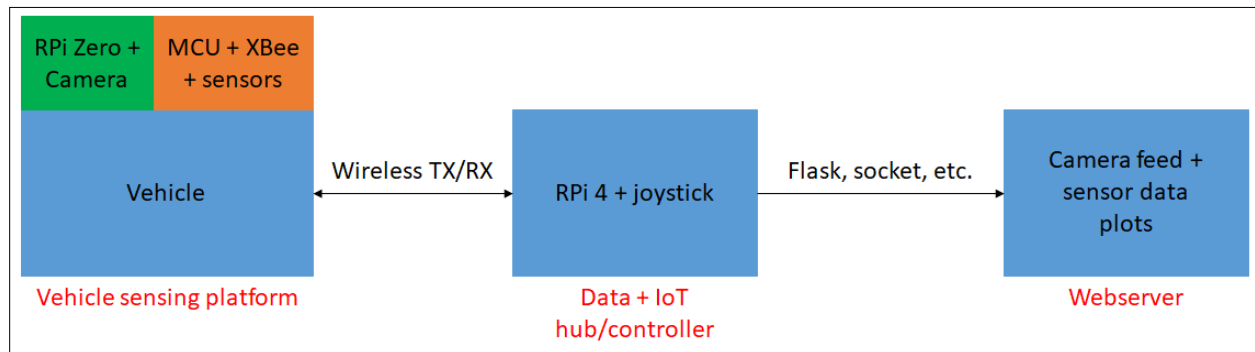 RPi Zero +
Camera
MCU + XBee
+ sensors
Vehicle
Wireless TX/RX
RPi 4 + joystick
Flask, socket, etc.
Camera feed +
sensor data
plots
Vehicle sensing platform
Data + IoT
hub/controller
Webserver